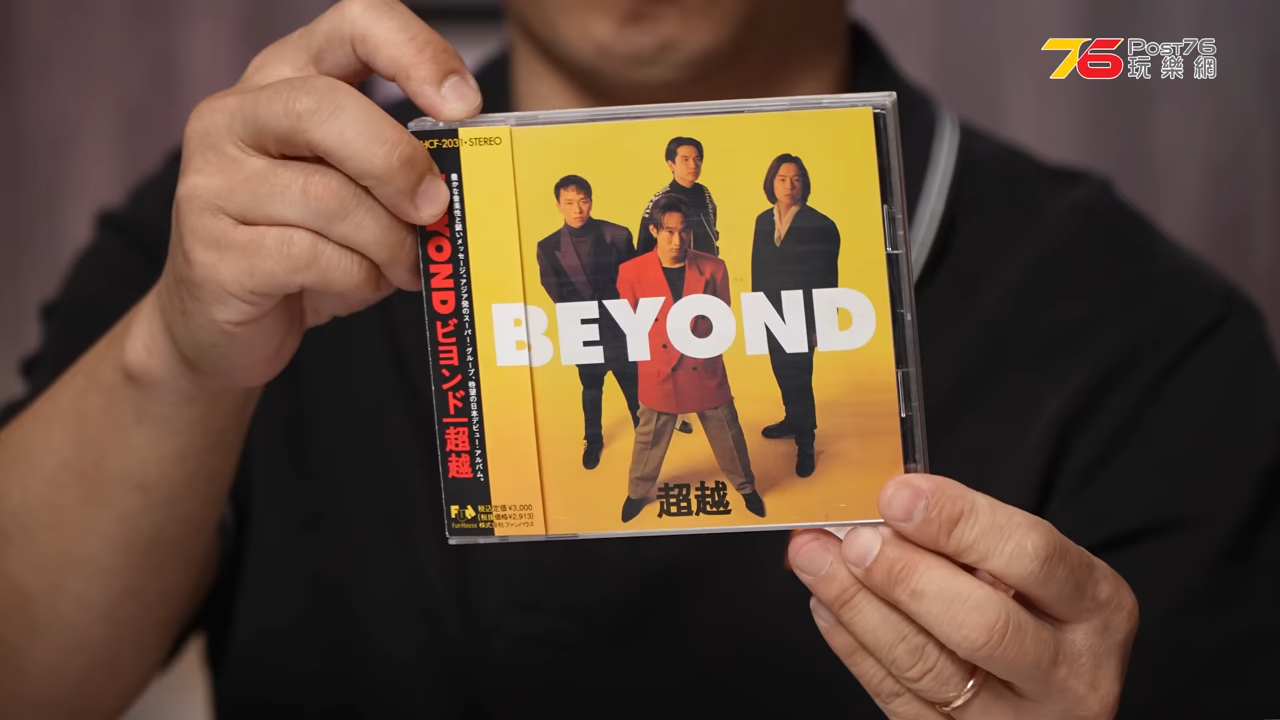 76 Post76
玩樂網
HCF-2031・STEREO
BEYOND ビヨンド|超越
豊かな音楽性と鋭いメッセージ。アジア発のスーパー・グループ、待望の日本デビュー・アルバム。
BEYOND
超越
Fun House
税込定価¥3,000
(税抜価格¥2,913)
株式会社ファンハウス